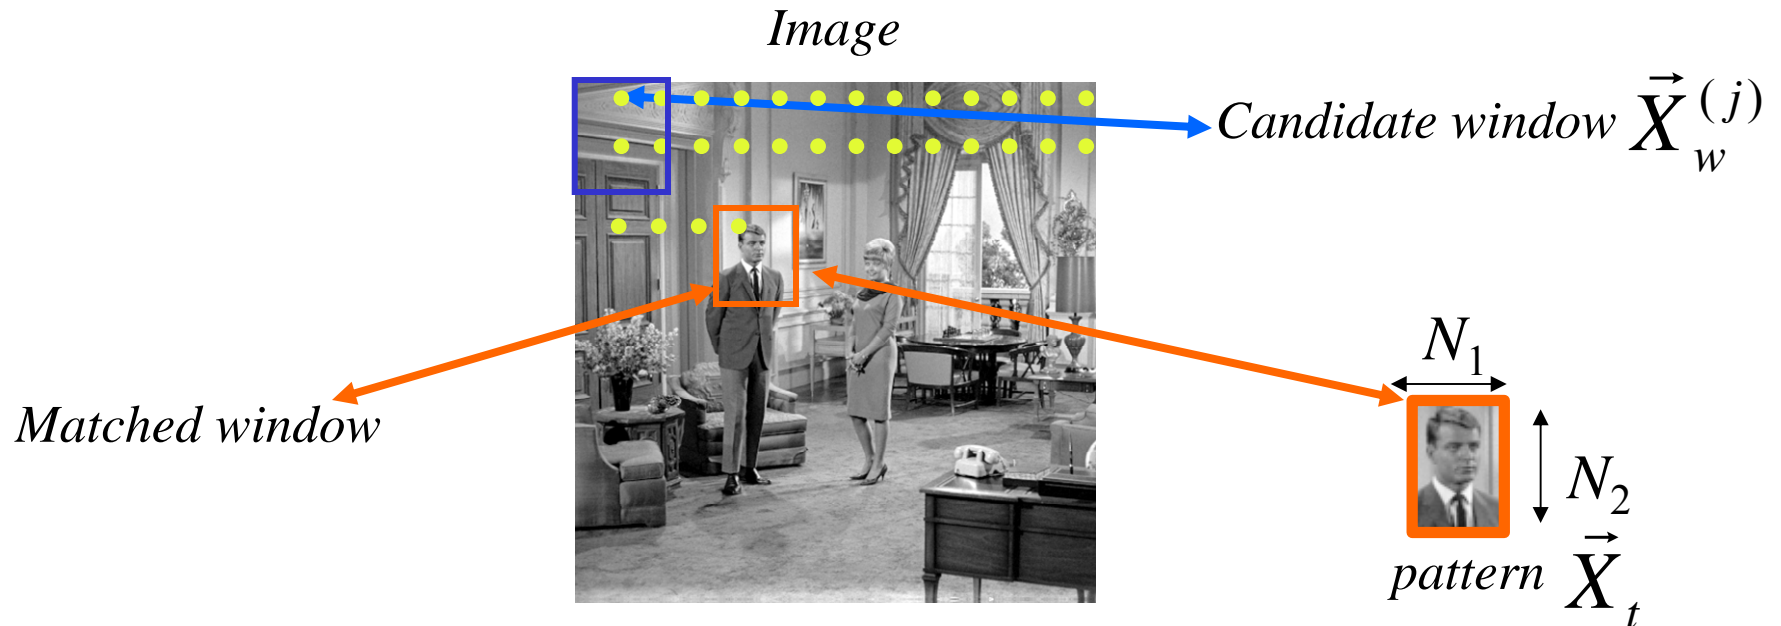 Image
Candidate window X⃗_w^(j)
Matched window
N₁
N₂
pattern X⃗_t